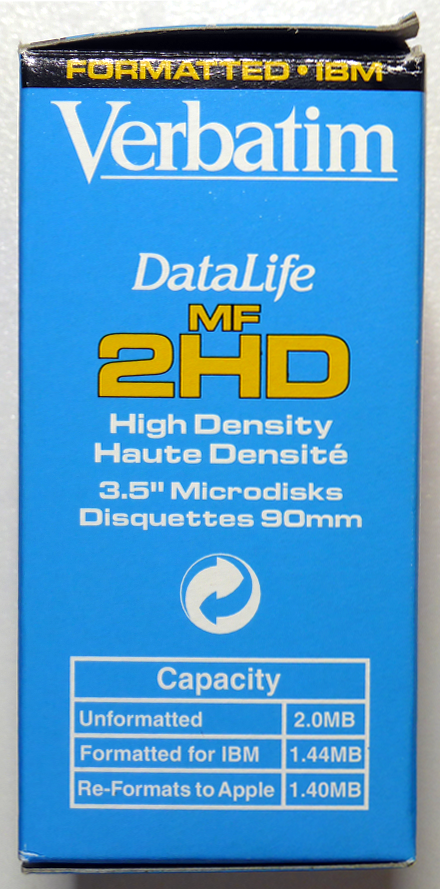 FORMATTED • IBM
Verbatim
DataLife
MF
2HD
High Density
Haute Densité
3.5" Microdisks
Disquettes 90mm
Capacity
Unformatted 2.0MB
Formatted for IBM 1.44MB
Re-Formats to Apple 1.40MB